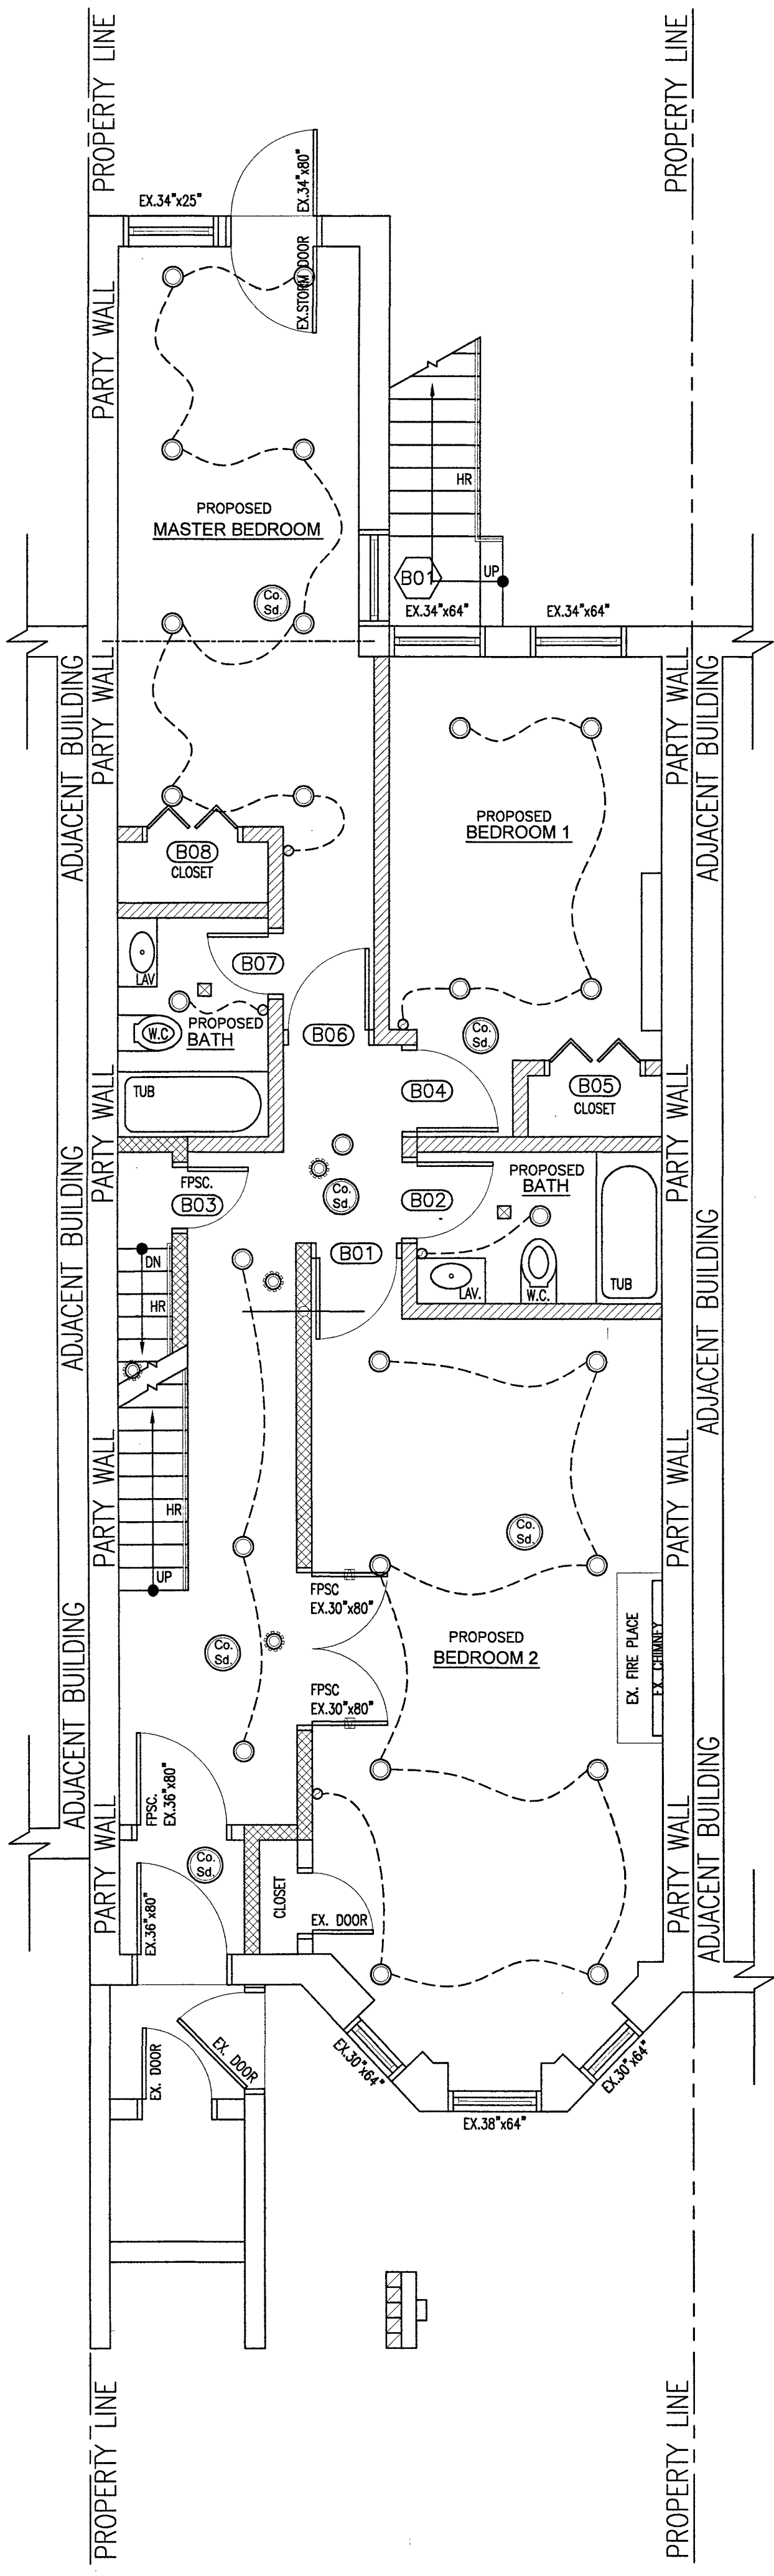 PROPERTY LINE
PROPERTY LINE
EX.34"x80"
EX.34"x25"
EX.STORM DOOR
PARTY WALL
HR
PROPOSED
MASTER BEDROOM
B01
UP
Co.
Sd.
EX.34"x64"
EX.34"x64"
ADJACENT BUILDING
PARTY WALL
PARTY WALL
ADJACENT BUILDING
PROPOSED
BEDROOM 1
B08
CLOSET
B07
LAV
PROPOSED
BATH
W.C
B06
Co.
Sd.
TUB
B04
B05
CLOSET
PARTY WALL
PARTY WALL
ADJACENT BUILDING
ADJACENT BUILDING
FPSC.
B03
Co.
Sd.
B02
PROPOSED
BATH
B01
DN
HR
LAV.
W.C.
TUB
PARTY WALL
PARTY WALL
HR
UP
Co.
Sd.
FPSC
EX.30"x80"
ADJACENT BUILDING
Co.
Sd.
PROPOSED
BEDROOM 2
EX. FIRE PLACE
EX. CHIMNEY
FPSC
EX.30"x80"
FPSC.
EX.36"x80"
PARTY WALL
PARTY WALL
ADJACENT BUILDING
Co.
Sd.
EX.36"x80"
CLOSET
EX. DOOR
EX. DOOR
EX. DOOR
EX.30"x64"
EX.30"x64"
EX.38"x64"
PROPERTY LINE
PROPERTY LINE